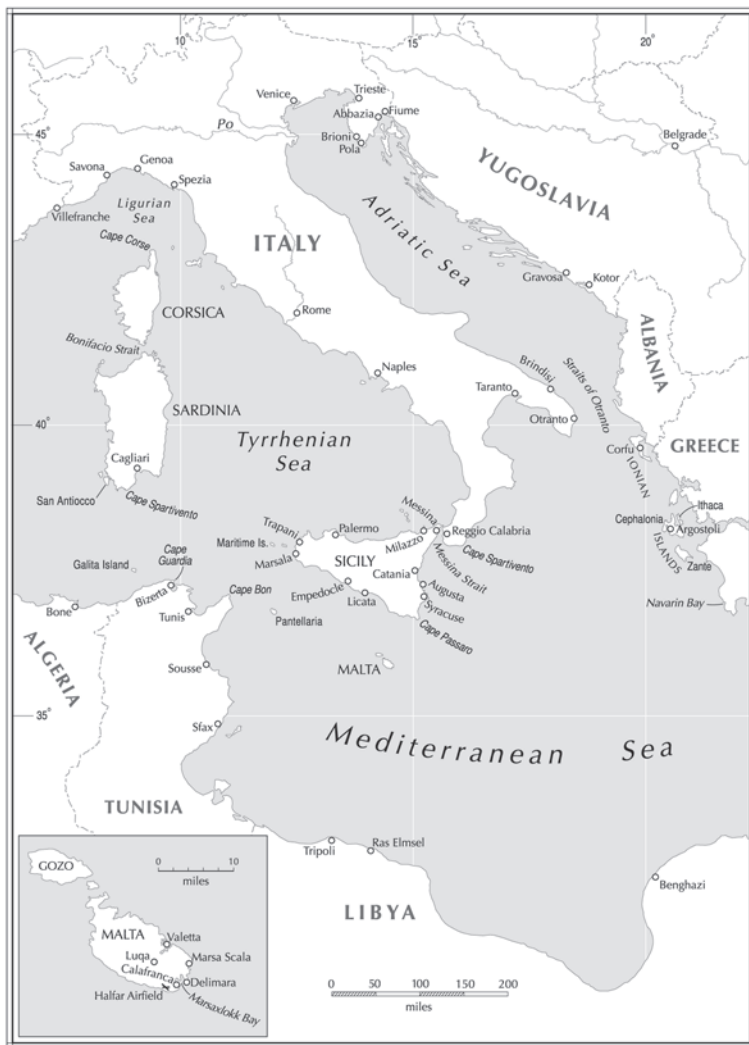 10°
15°
20°
Venice
Trieste
Abbazia
Fiume
Po
45°
Brioni
Pola
Belgrade
Savona
Genoa
Spezia
YUGOSLAVIA
Villefranche
Ligurian
Sea
Adriatic Sea
Cape Corse
ITALY
Gravosa
Kotor
CORSICA
Rome
ALBANIA
Bonifacio Strait
Naples
Brindisi
Straits of Otranto
Taranto
SARDINIA
Otranto
40°
Tyrrhenian
Sea
GREECE
Corfu
Cagliari
IONIAN
ISLANDS
San Antiocco
Cape Spartivento
Messina
Ithaca
Cephalonia
Argostoli
Trapani
Palermo
Milazzo
Reggio Calabria
Maritime Is.
Cape
Guardia
SICILY
Messina Strait
Cape Spartivento
Zante
Galita Island
Marsala
Catania
Bizerta
Cape Bon
Empedocle
Augusta
Bone
Tunis
Licata
Syracuse
Navarin Bay
Pantellaria
Cape Passaro
ALGERIA
Sousse
MALTA
35°
Sfax
Mediterranean Sea
TUNISIA
Tripoli
Ras Elmsel
Benghazi
LIBYA
GOZO
0 10
miles
MALTA
Valetta
Luqa
Marsa Scala
Calafranca
Delimara
Halfar Airfield
Marsaxlokk Bay
0 50 100 150 200
miles